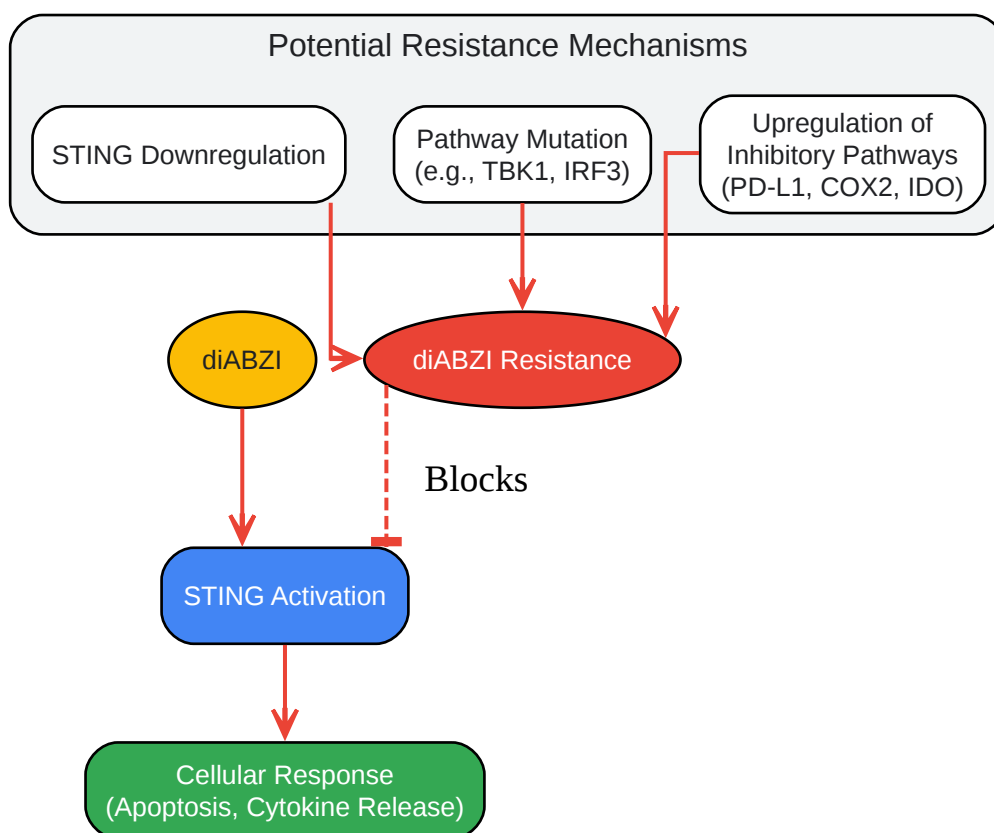 Potential Resistance Mechanisms
STING Downregulation
Pathway Mutation
(e.g., TBK1, IRF3)
Upregulation of
Inhibitory Pathways
(PD-L1, COX2, IDO)
diABZI
diABZI Resistance
Blocks
STING Activation
Cellular Response
(Apoptosis, Cytokine Release)